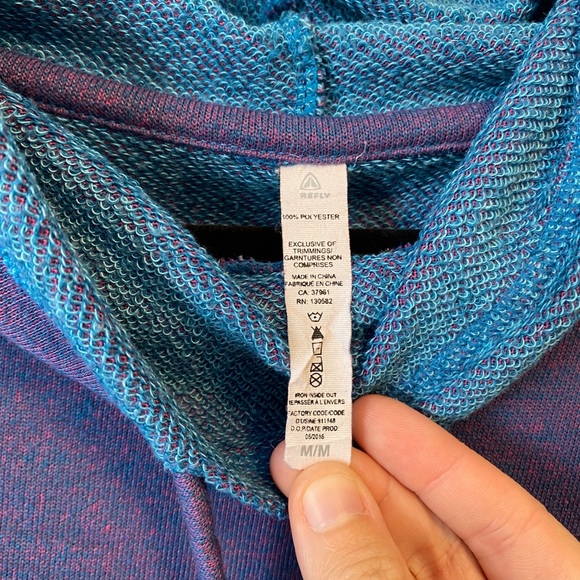 REFLY
100% POLYESTER
EXCLUSIVE OF
TRIMMINGS/
GARNTURES NON
COMPRISES
MADE IN CHINA
FABRIQUE EN CHINE
CA: 37961
RN: 130582
IRON INSIDE OUT
REPASSER À L'ENVERS
FACTORY CODE/CODE
D'USINE:911148
D.O.P/DATE PROD
05/2016
M/M